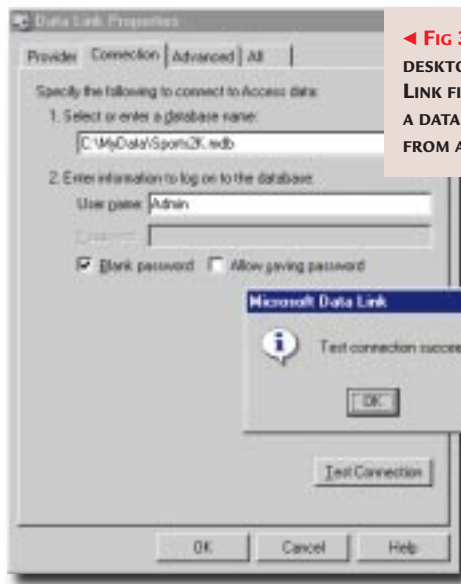 Data Link Properties
◄ FIG 3
DESKTO
LINK FI
A DATA
FROM A
Provider Connection Advanced All
Specify the following to connect to Access data:
1. Select or enter a database name:
C:\MyData\Sports2K.mdb
2. Enter information to log on to the database:
User name: Admin
Password:
Blank password Allow saving password
Microsoft Data Link
Test connection succee
OK
Test Connection
OK Cancel Help